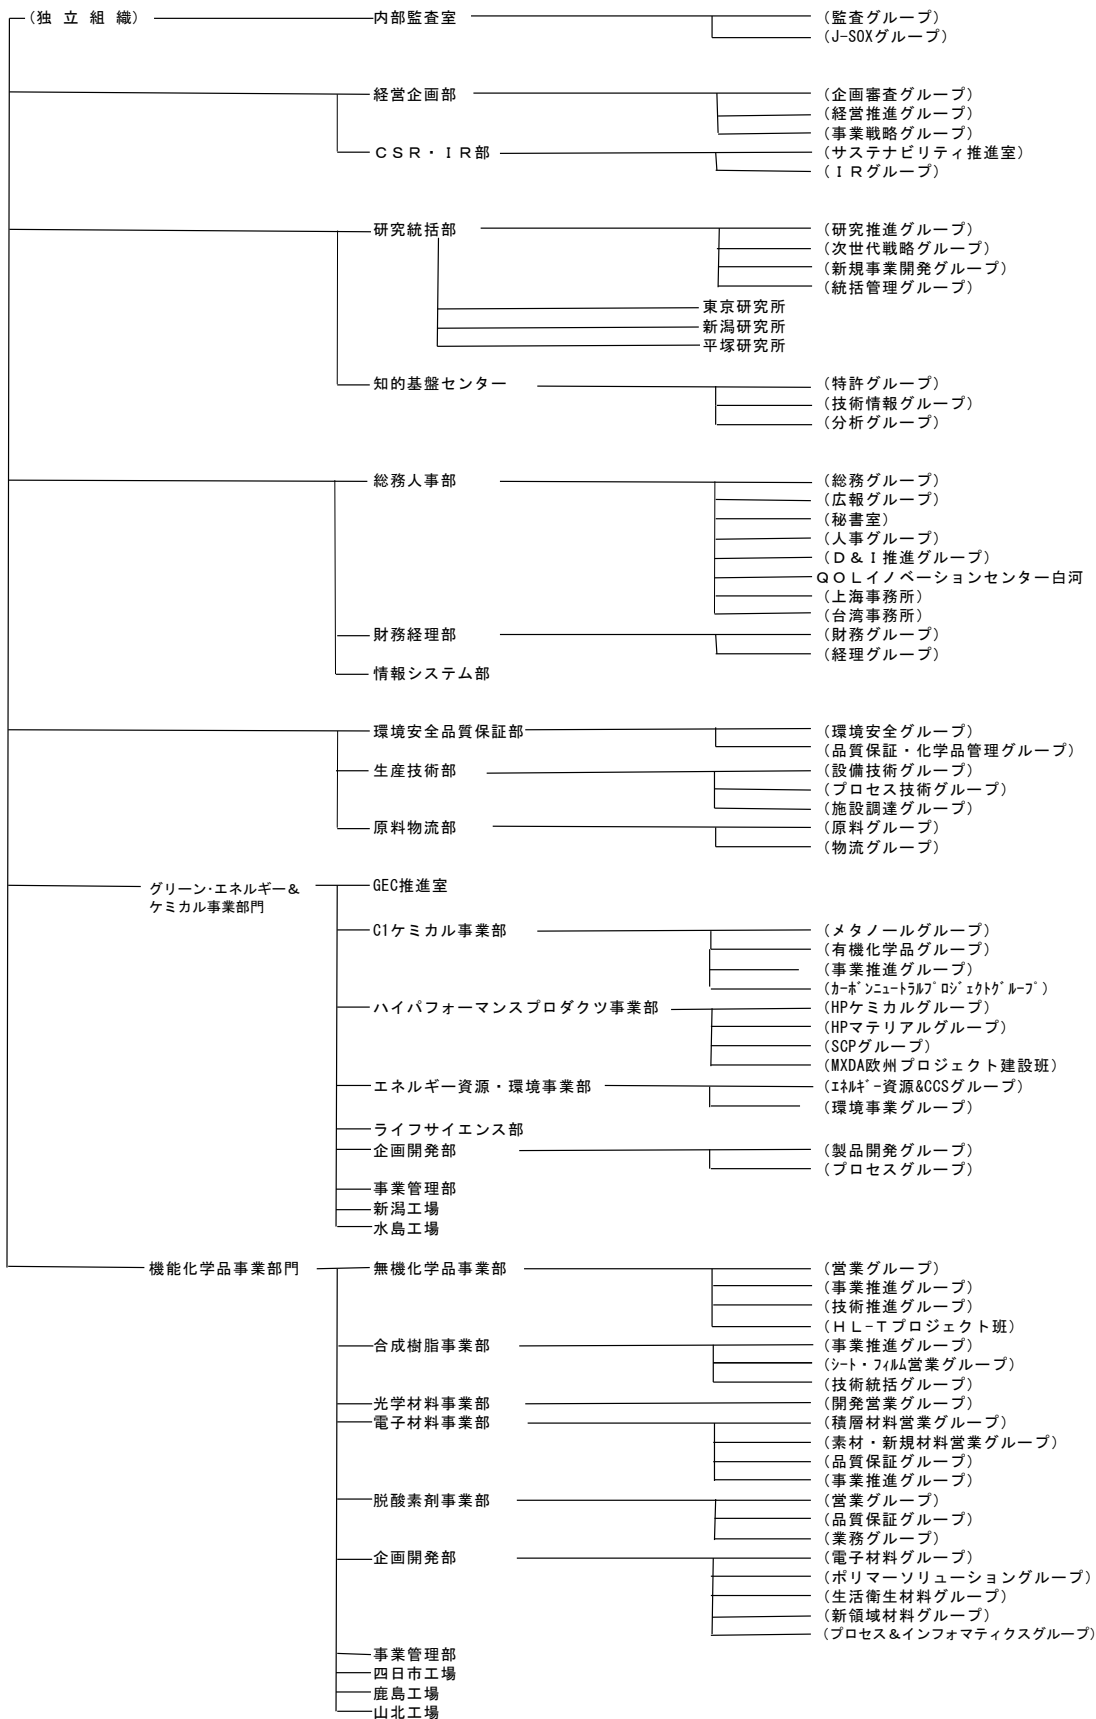 (独 立 組 織) 内部監査室 (監査グループ)
(J-SOXグループ)
経営企画部 (企画審査グループ)
(経営推進グループ)
(事業戦略グループ)
CSR・IR部 (サステナビリティ推進室)
(IRグループ)
研究統括部 (研究推進グループ)
(次世代戦略グループ)
(新規事業開発グループ)
(統括管理グループ)
東京研究所
新潟研究所
平塚研究所
知的基盤センター (特許グループ)
(技術情報グループ)
(分析グループ)
総務人事部 (総務グループ)
(広報グループ)
(秘書室)
(人事グループ)
(D&I推進グループ)
QOLイノベーションセンター白河
(上海事務所)
(台湾事務所)
財務経理部 (財務グループ)
(経理グループ)
情報システム部
環境安全品質保証部 (環境安全グループ)
(品質保証・化学品管理グループ)
生産技術部 (設備技術グループ)
(プロセス技術グループ)
(施設調達グループ)
原料物流部 (原料グループ)
(物流グループ)
グリーン・エネルギー& GEC推進室
ケミカル事業部門
C1ケミカル事業部 (メタノールグループ)
(有機化学品グループ)
(事業推進グループ)
(カーボンニュートラルプロジェクトグループ)
ハイパフォーマンスプロダクツ事業部 (HPケミカルグループ)
(HPマテリアルグループ)
(SCPグループ)
(MXDA欧州プロジェクト建設班)
エネルギー資源・環境事業部 (エネルギー資源&CCSグループ)
(環境事業グループ)
ライフサイエンス部
企画開発部 (製品開発グループ)
(プロセスグループ)
事業管理部
新潟工場
水島工場
機能化学品事業部門 無機化学品事業部 (営業グループ)
(事業推進グループ)
(技術推進グループ)
(HL-Tプロジェクト班)
合成樹脂事業部 (事業推進グループ)
(シート・フィルム営業グループ)
(技術統括グループ)
光学材料事業部 (開発営業グループ)
電子材料事業部 (積層材料営業グループ)
(素材・新規材料営業グループ)
(品質保証グループ)
(事業推進グループ)
脱酸素剤事業部 (営業グループ)
(品質保証グループ)
(業務グループ)
企画開発部 (電子材料グループ)
(ポリマーソリューショングループ)
(生活衛生材料グループ)
(新領域材料グループ)
(プロセス&インフォマティクスグループ)
事業管理部
四日市工場
鹿島工場
山北工場